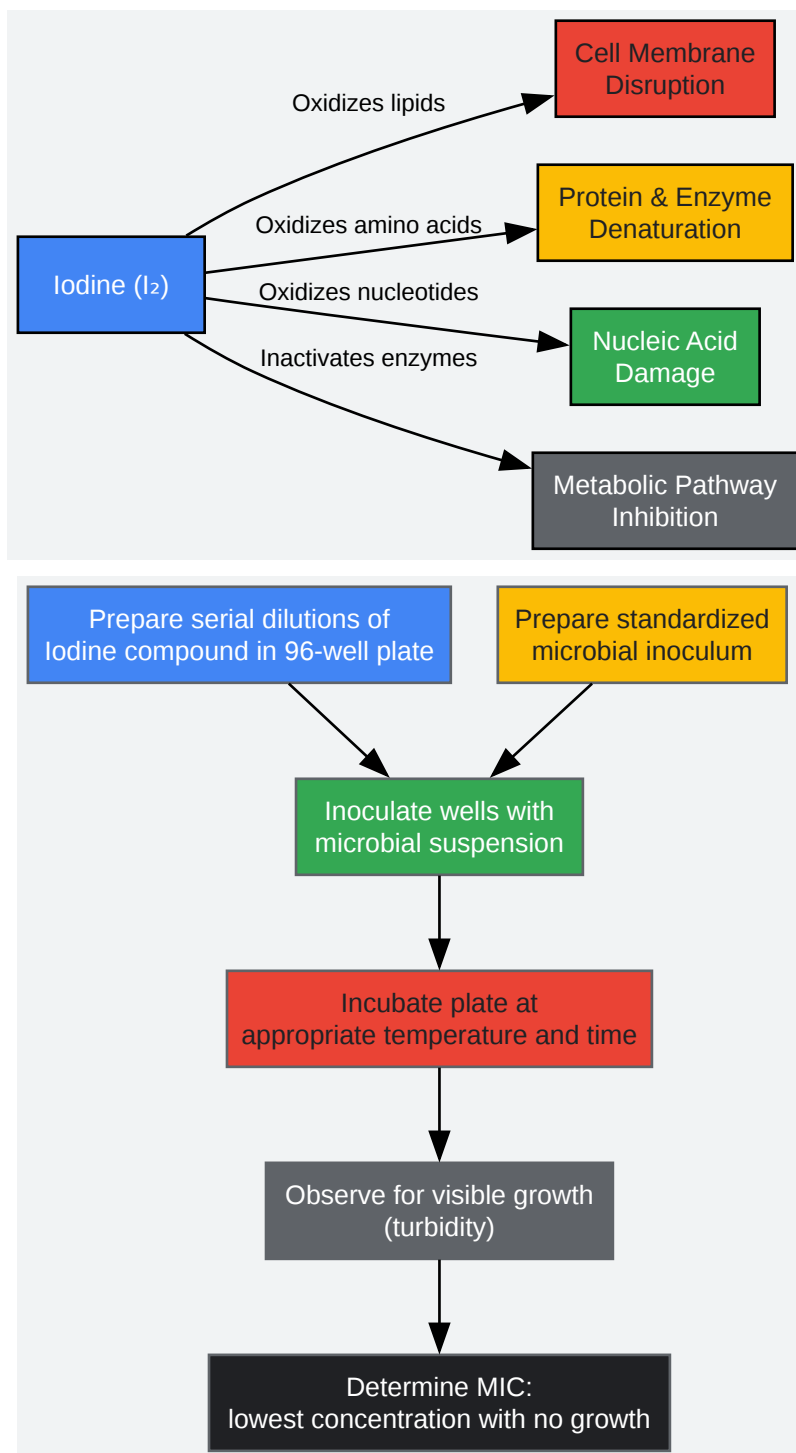 Cell Membrane
Disruption
Oxidizes lipids
Protein & Enzyme
Denaturation
Oxidizes amino acids
Iodine (I₂)
Oxidizes nucleotides
Nucleic Acid
Damage
Inactivates enzymes
Metabolic Pathway
Inhibition
Prepare serial dilutions of
Iodine compound in 96-well plate
Prepare standardized
microbial inoculum
Inoculate wells with
microbial suspension
Incubate plate at
appropriate temperature and time
Observe for visible growth
(turbidity)
Determine MIC:
lowest concentration with no growth